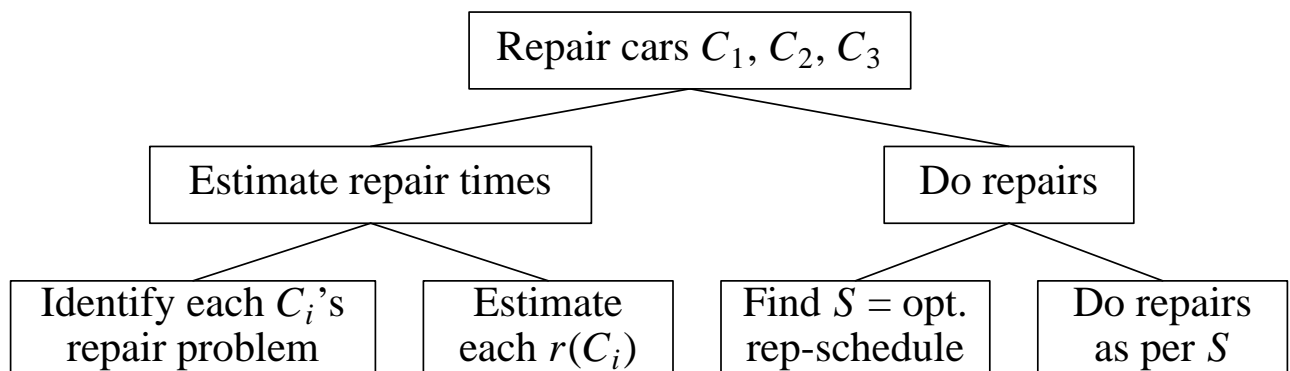 Repair cars C₁, C₂, C₃
Estimate repair times
Do repairs
Identify each Cᵢ's
repair problem
Estimate
each r(Cᵢ)
Find S = opt.
rep-schedule
Do repairs
as per S